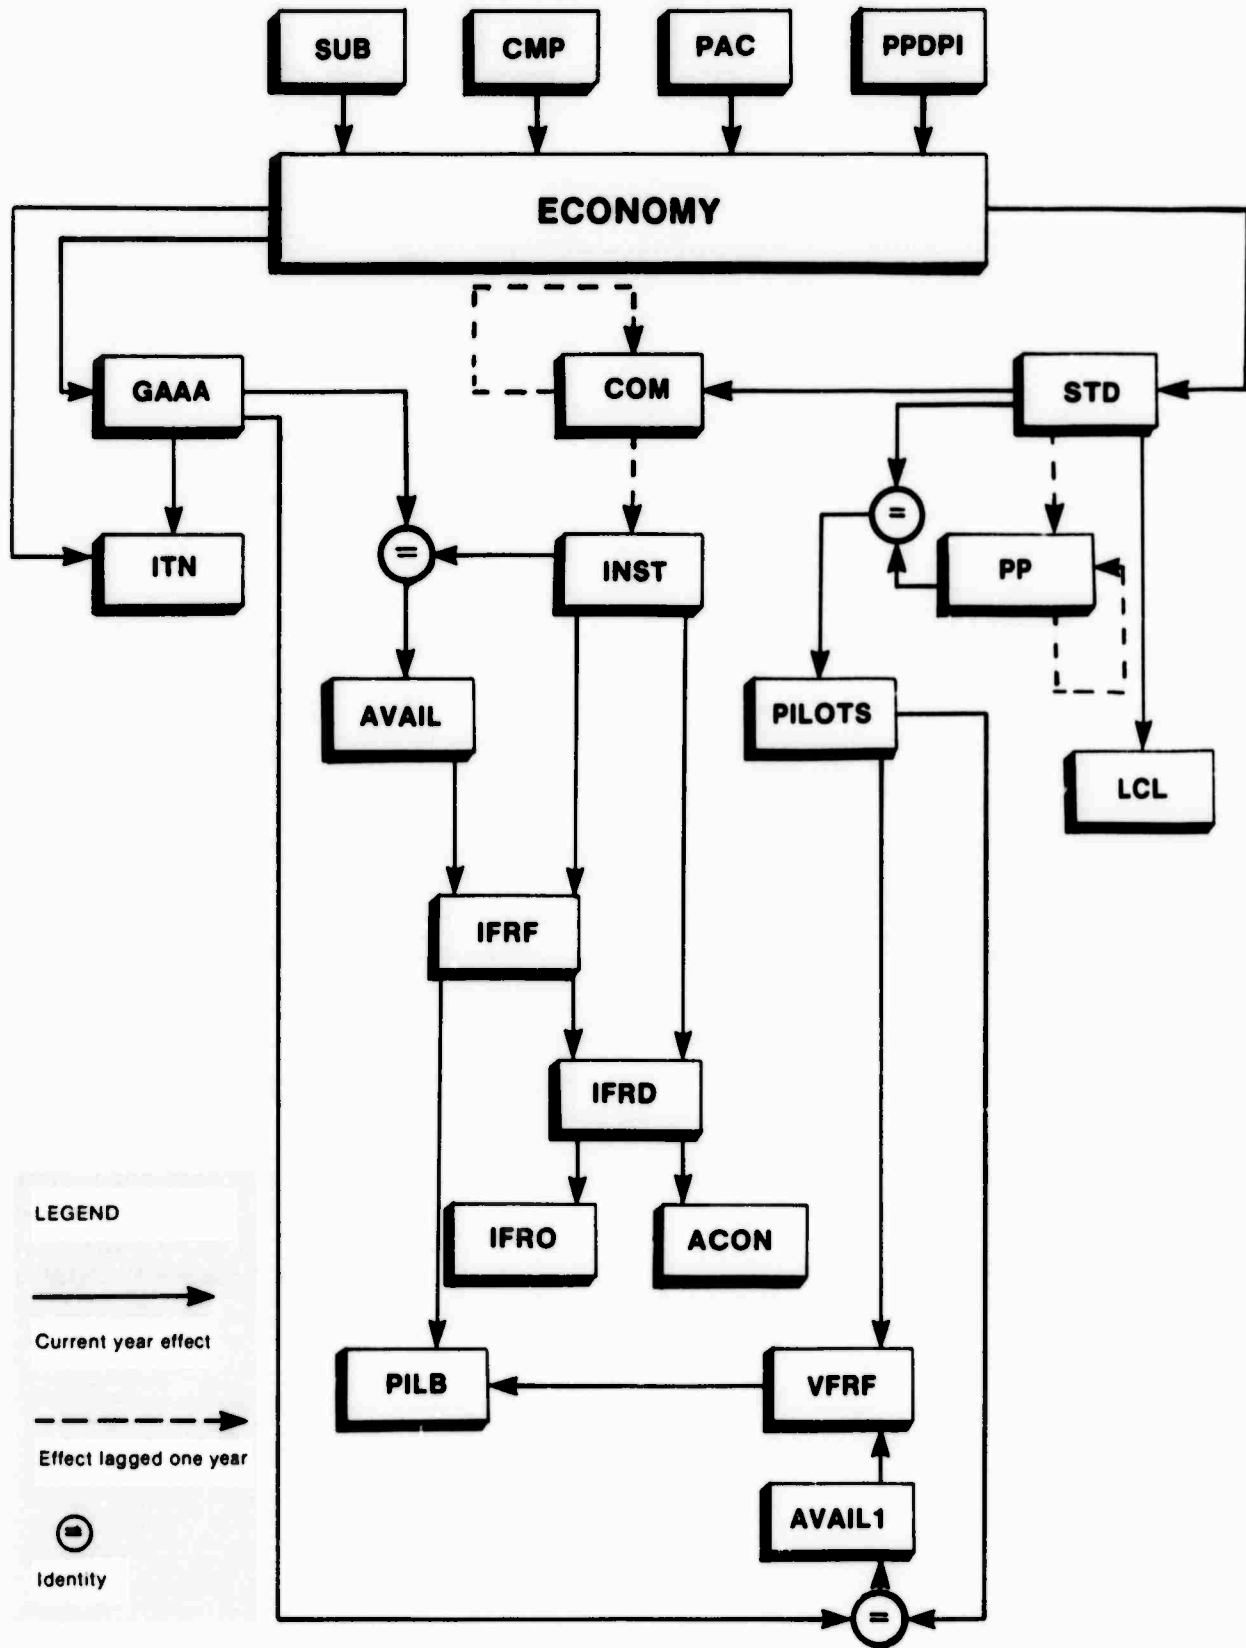 SUB
CMP
PAC
PPDPI
ECONOMY
GAAA
COM
STD
ITN
=
INST
=
PP
AVAIL
PILOTS
LCL
IFRF
IFRD
IFRO
ACON
PILB
VFRF
AVAIL1
=
LEGEND
Current year effect
Effect lagged one year
=
Identity